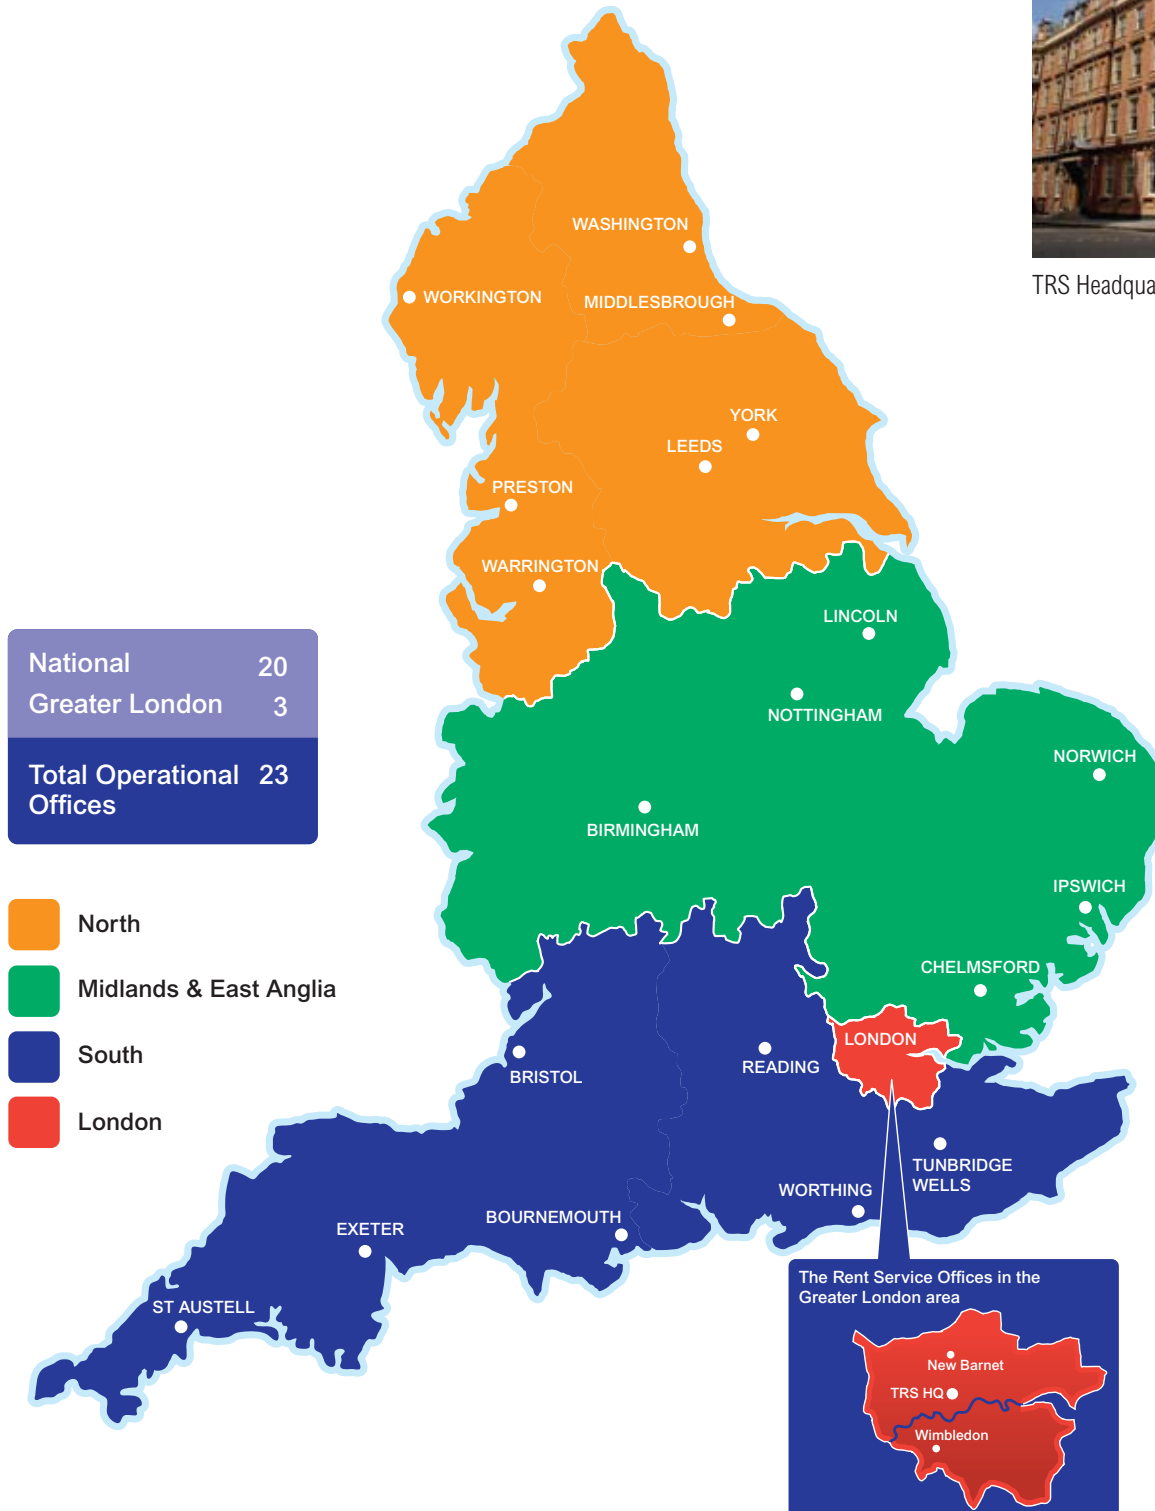 TRS Headqua
WASHINGTON
WORKINGTON
MIDDLESBROUGH
YORK
LEEDS
PRESTON
WARRINGTON
LINCOLN
NOTTINGHAM
NORWICH
BIRMINGHAM
IPSWICH
CHELMSFORD
LONDON
READING
BRISTOL
TUNBRIDGE
WELLS
WORTHING
BOURNEMOUTH
EXETER
ST AUSTELL
National 20
Greater London 3
Total Operational 23
Offices
North
Midlands & East Anglia
South
London
The Rent Service Offices in the
Greater London area
New Barnet
TRS HQ
Wimbledon